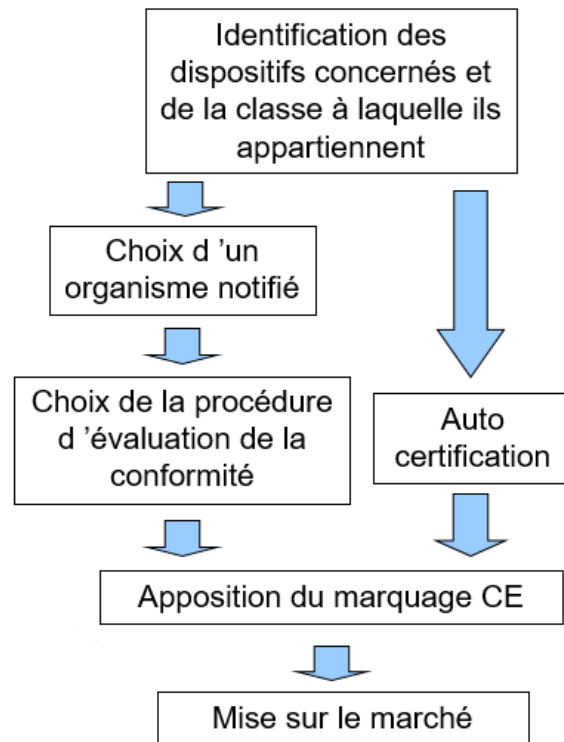 Identification des
dispositifs concernés et
de la classe à laquelle ils
appartiennent
Choix d ’un
organisme notifié
Choix de la procédure
d ’évaluation de la
conformité
Auto
certification
Apposition du marquage CE
Mise sur le marché